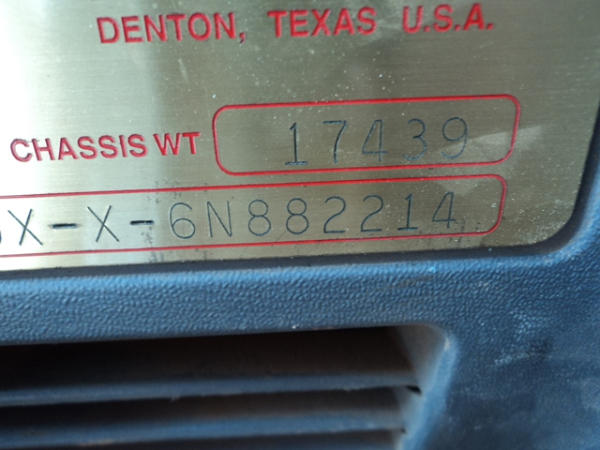 DENTON, TEXAS U.S.A.
CHASSIS WT 17439
X-X-6N882214